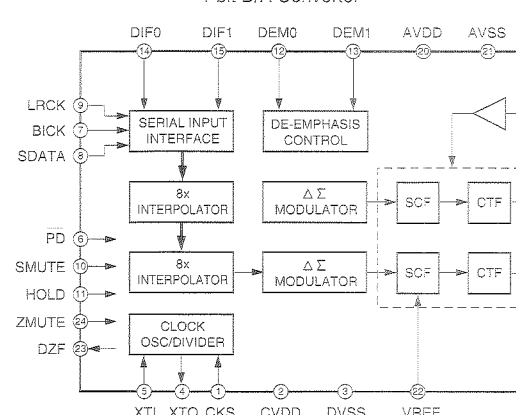 DIF0 DIF1 DEM0 DEM1 AVDD AVSS
14 15 12 13 20 21
LRCK 9
BICK 7
SDATA 8
SERIAL INPUT
INTERFACE
DE-EMPHASIS
CONTROL
8x
INTERPOLATOR
ΔΣ
MODULATOR
SCF
CTF
PD 6
SMUTE 10
HOLD 11
ZMUTE 24
DZF 23
8x
INTERPOLATOR
ΔΣ
MODULATOR
SCF
CTF
CLOCK
OSC/DIVIDER
5 4 1 2 3 22
XTI XTO CKS CVDD DVSS VREF